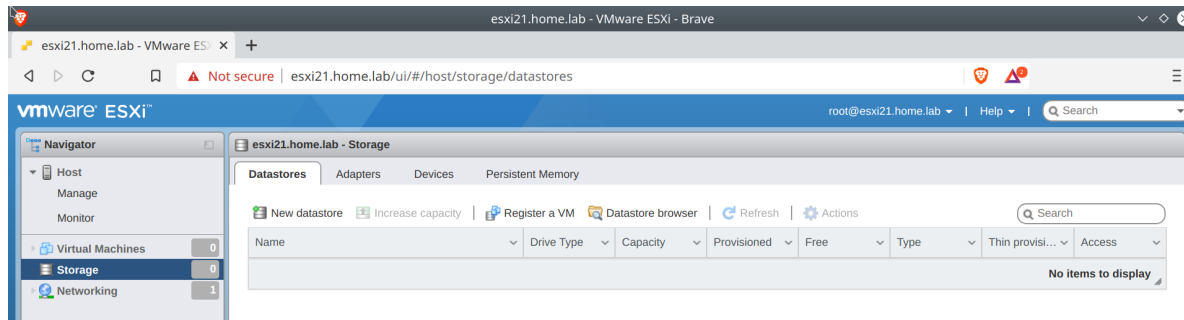 esxi21.home.lab - VMware ESXi - Brave
esxi21.home.lab - VMware ES
Not secure esxi21.home.lab/ui/#/host/storage/datastores
vmware ESXi™
root@esxi21.home.lab | Help | Search
Navigator
esxi21.home.lab - Storage
Host
Manage
Monitor
Virtual Machines 0
Storage 0
Networking 1
Datastores Adapters Devices Persistent Memory
New datastore Increase capacity | Register a VM Datastore browser | Refresh | Actions Search
Name Drive Type Capacity Provisioned Free Type Thin provisi... Access
No items to display